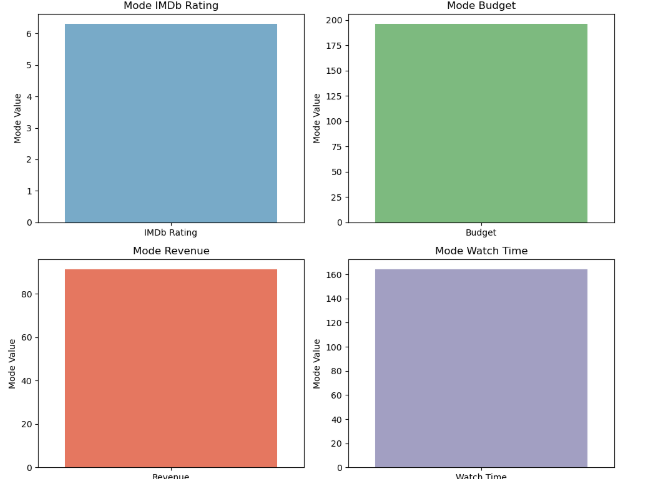 Mode IMDb Rating
Mode Value
6
5
4
3
2
1
0
IMDb Rating
Mode Budget
Mode Value
200
175
150
125
100
75
50
25
0
Budget
Mode Revenue
Mode Value
80
60
40
20
0
Revenue
Mode Watch Time
Mode Value
160
140
120
100
80
60
40
20
0
Watch Time